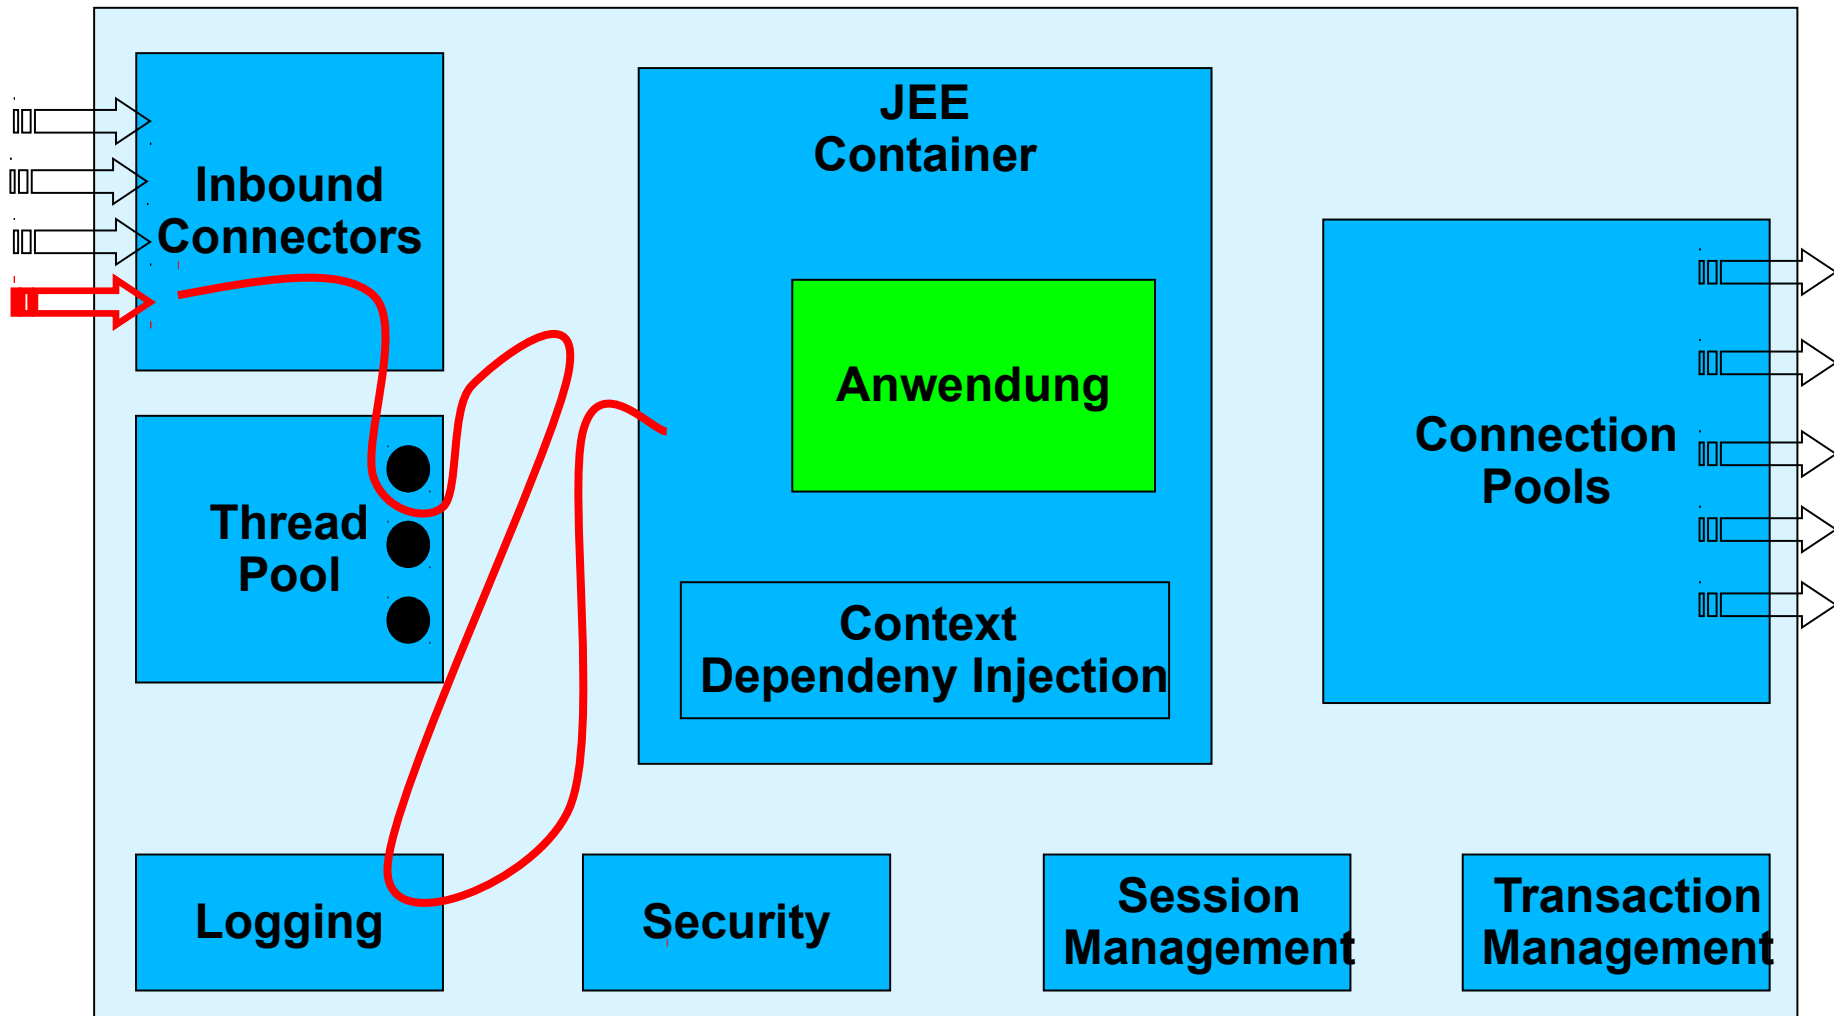 Inbound
Connectors
JEE
Container
Anwendung
Connection
Pools
Thread
Pool
Context
Dependeny Injection
Logging
Security
Session
Management
Transaction
Management